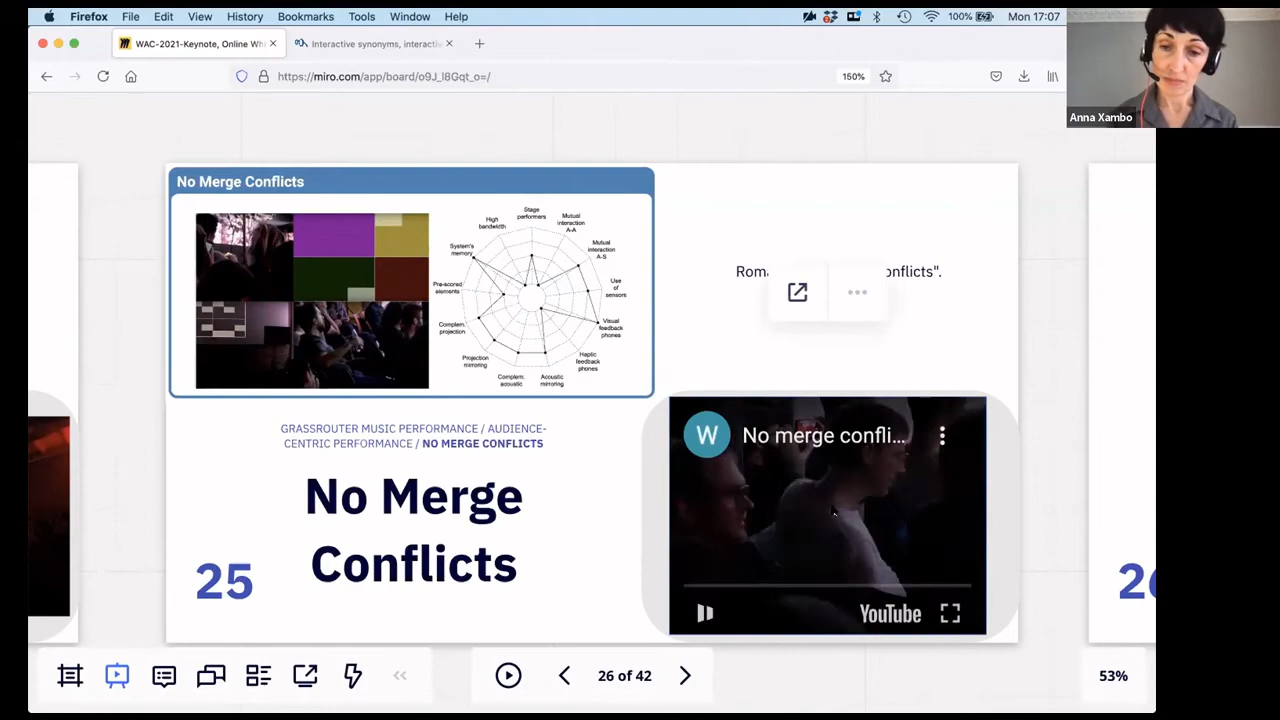 Firefox File Edit View History Bookmarks Tools Window Help 100% Mon 17:07
WAC-2021-Keynote, Online Wh
Interactive synonyms, interactiv
https://miro.com/app/board/o9J_l8Gqt_o=/
150%
Anna Xambo
No Merge Conflicts
Stage
performers
Mutual
interaction
A-A
Mutual
interaction
A-S
Use
of
sensors
Visual
feedback
phones
Haptic
feedback
phones
Acoustic
mirroring
Complem.
acoustic
Projection
mirroring
Complem.
projection
Pre-scored
elements
System's
memory
High
bandwidth
Roma
onflicts".
GRASSROUTER MUSIC PERFORMANCE / AUDIENCE-
CENTRIC PERFORMANCE / NO MERGE CONFLICTS
No Merge
Conflicts
25
W
No merge confli...
YouTube
26
26 of 42
53%